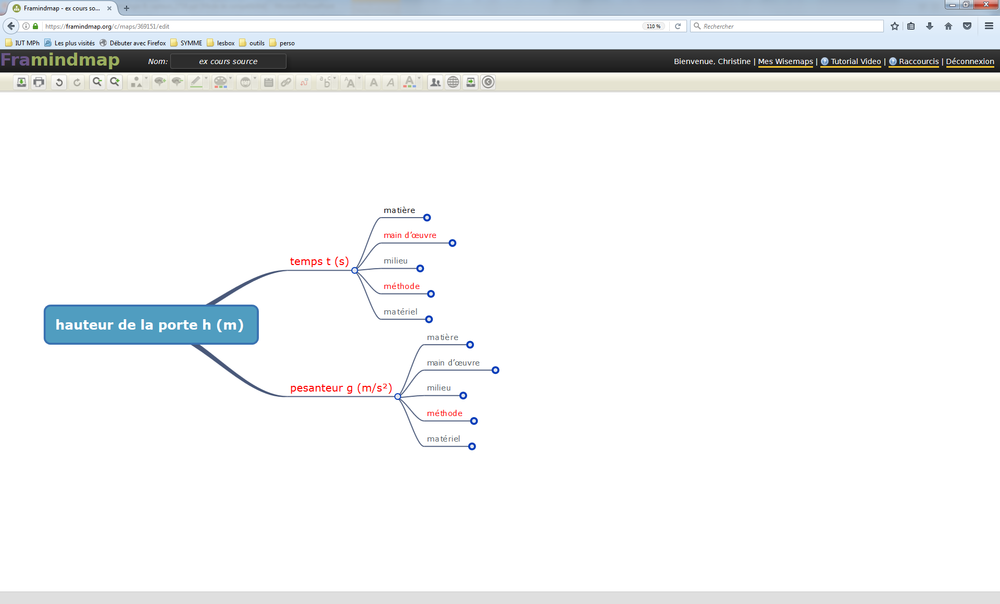 Framindmap - ex cours so...
https://framindmap.org/c/maps/369151/edit
110 %
Rechercher
IUT MPh
Les plus visités
Débuter avec Firefox
SYMME
lesbox
outils
perso
Framindmap
Nom:
ex cours source
Bienvenue, Christine | Mes Wisemaps | Tutorial Video | Raccourcis | Déconnexion
matière
main d’œuvre
temps t (s)
milieu
méthode
matériel
hauteur de la porte h (m)
matière
main d’œuvre
pesanteur g (m/s²)
milieu
méthode
matériel